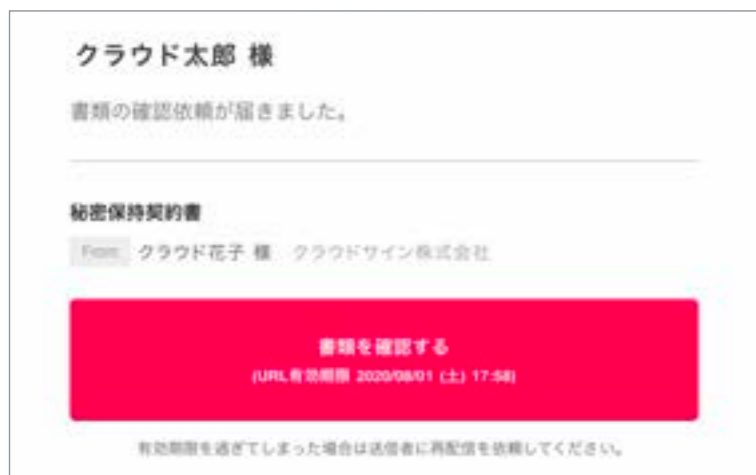 クラウド太郎 様
書類の確認依頼が届きました。
秘密保持契約書
From クラウド花子 様 クラウドサイン株式会社
書類を確認する
(URL有効期限 2020/08/01 (土) 17:58)
有効期限を過ぎてしまった場合は送信者に再配信を依頼してください。